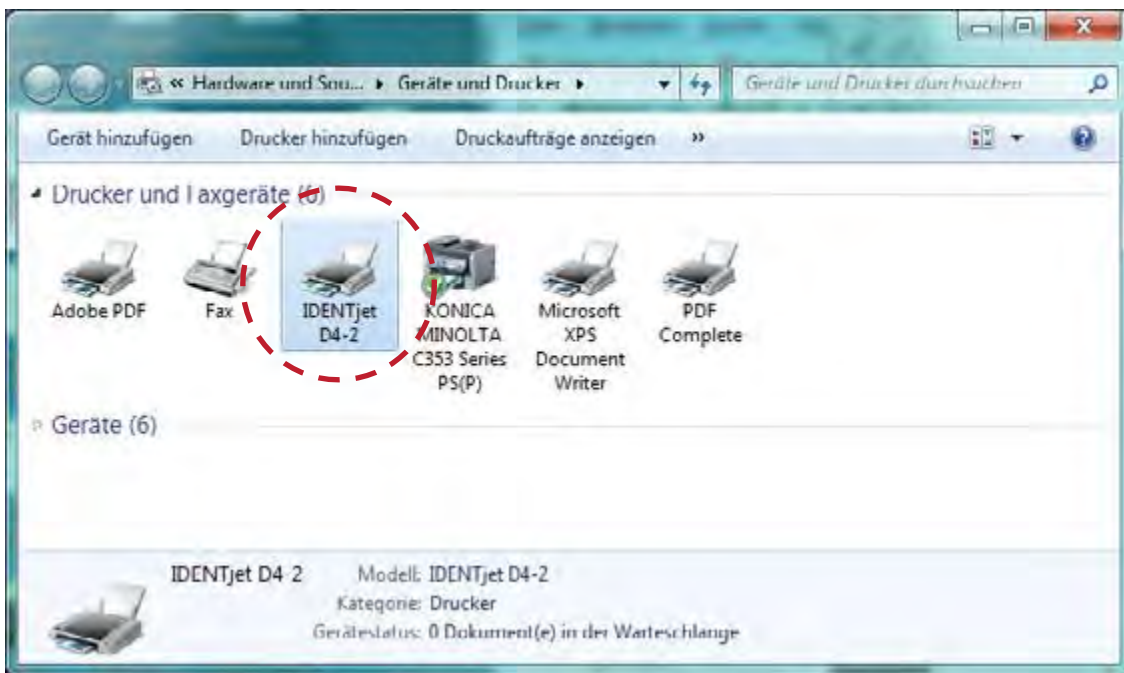 « Hardware und Sou... ▸ Geräte und Drucker ▸
Geräte und Drucker durchsuchen
Gerät hinzufügen Drucker hinzufügen Druckaufträge anzeigen »
Drucker und Faxgeräte (6)
Adobe PDF
Fax
IDENTjet
D4-2
KONICA
MINOLTA
C353 Series
PS(P)
Microsoft
XPS
Document
Writer
PDF
Complete
Geräte (6)
IDENTjet D4-2 Modell: IDENTjet D4-2
Kategorie: Drucker
Gerätestatus: 0 Dokument(e) in der Warteschlange